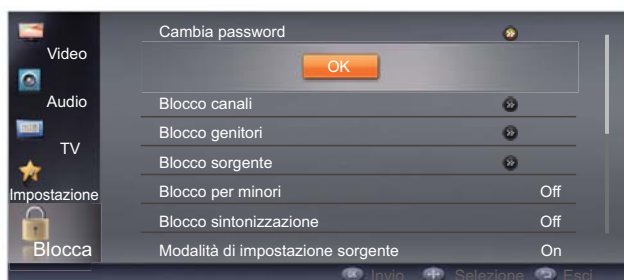 Video
Audio
TV
Impostazione
Blocca
Cambia password
OK
Blocco canali
Blocco genitori
Blocco sorgente
Blocco per minori Off
Blocco sintonizzazione Off
Modalità di impostazione sorgente On
OK Invio Selezione Esci